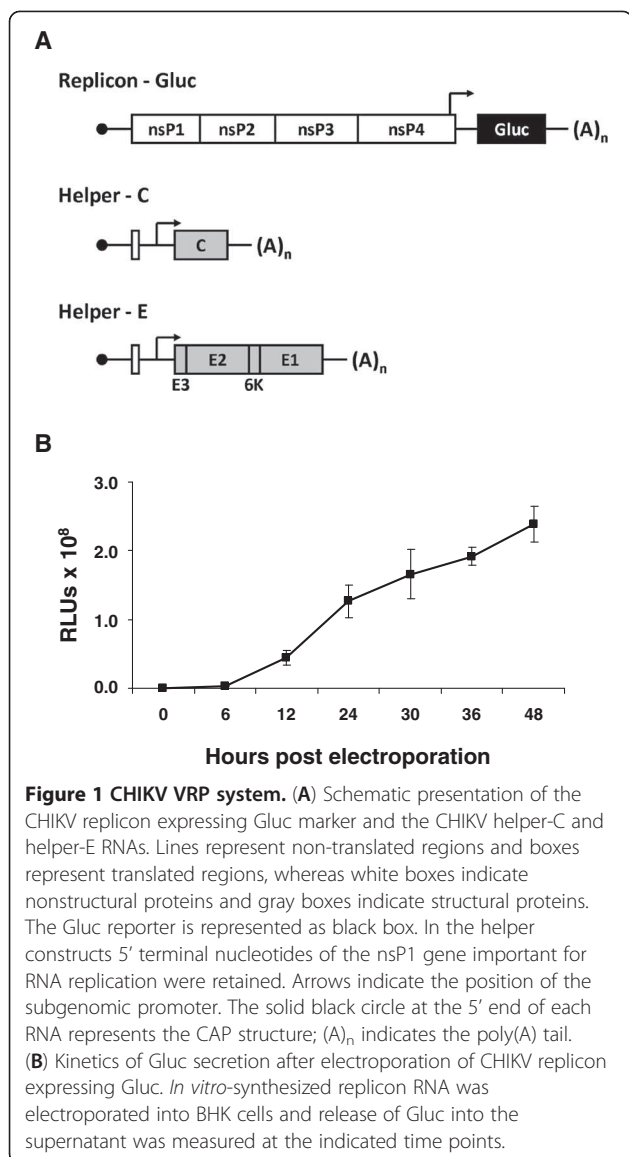 A
Replicon - Gluc
nsP1 nsP2 nsP3 nsP4 Gluc (A)n
Helper - C
C (A)n
Helper - E
E2 E1 (A)n
E3 6K
B
3.0
2.0
1.0
0.0
RLUs x 10⁸
0 6 12 24 30 36 48
Hours post electroporation
Figure 1 CHIKV VRP system. (A) Schematic presentation of the
CHIKV replicon expressing Gluc marker and the CHIKV helper-C and
helper-E RNAs. Lines represent non-translated regions and boxes
represent translated regions, whereas white boxes indicate
nonstructural proteins and gray boxes indicate structural proteins.
The Gluc reporter is represented as black box. In the helper
constructs 5’ terminal nucleotides of the nsP1 gene important for
RNA replication were retained. Arrows indicate the position of the
subgenomic promoter. The solid black circle at the 5’ end of each
RNA represents the CAP structure; (A)n indicates the poly(A) tail.
(B) Kinetics of Gluc secretion after electroporation of CHIKV replicon
expressing Gluc. In vitro-synthesized replicon RNA was
electroporated into BHK cells and release of Gluc into the
supernatant was measured at the indicated time points.